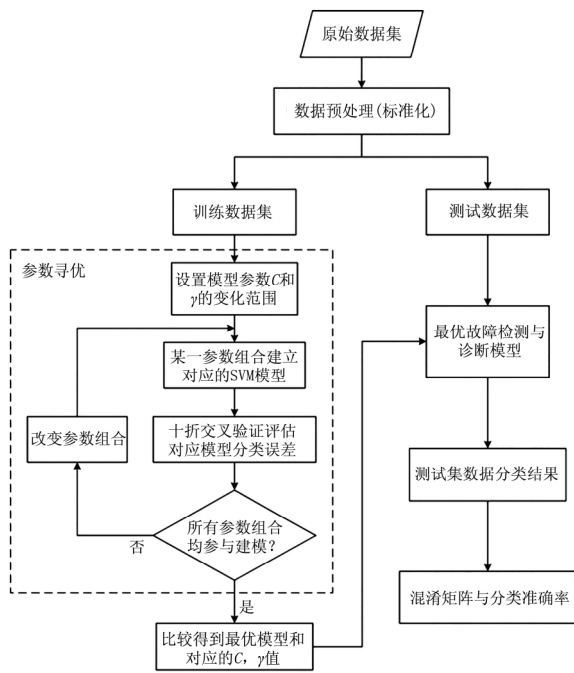 原始数据集
数据预处理(标准化)
训练数据集
测试数据集
参数寻优
设置模型参数C和
γ的变化范围
某一参数组合建立
对应的SVM模型
改变参数组合
十折交叉验证评估
对应模型分类误差
所有参数组合
均参与建模？
否
是
比较得到最优模型和
对应的C，γ值
最优故障检测与
诊断模型
测试集数据分类结果
混淆矩阵与分类准确率